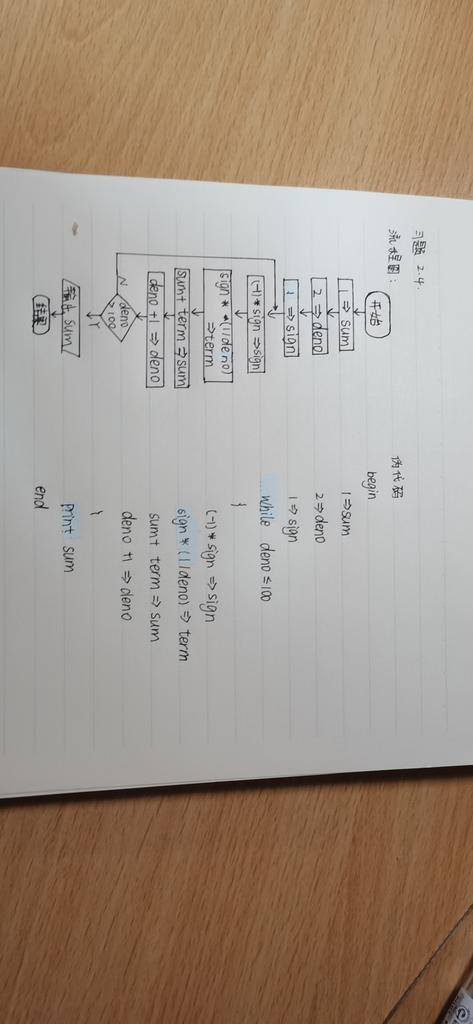 习题 2.4.
流程图:
开始
1 ⇒ sum
2 ⇒ deno
1 ⇒ sign
(-1)* sign ⇒ sign
sign * (1/deno)
⇒ term
sum + term ⇒ sum
deno + 1 ⇒ deno
deno
>100
N
Y
输出 sum
结束
伪代码
begin
1 ⇒ sum
2 ⇒ deno
1 ⇒ sign
while deno ≤ 100
{
(-1) * sign ⇒ sign
sign * (1/deno) ⇒ term
sum + term ⇒ sum
deno +1 ⇒ deno
}
print sum
end